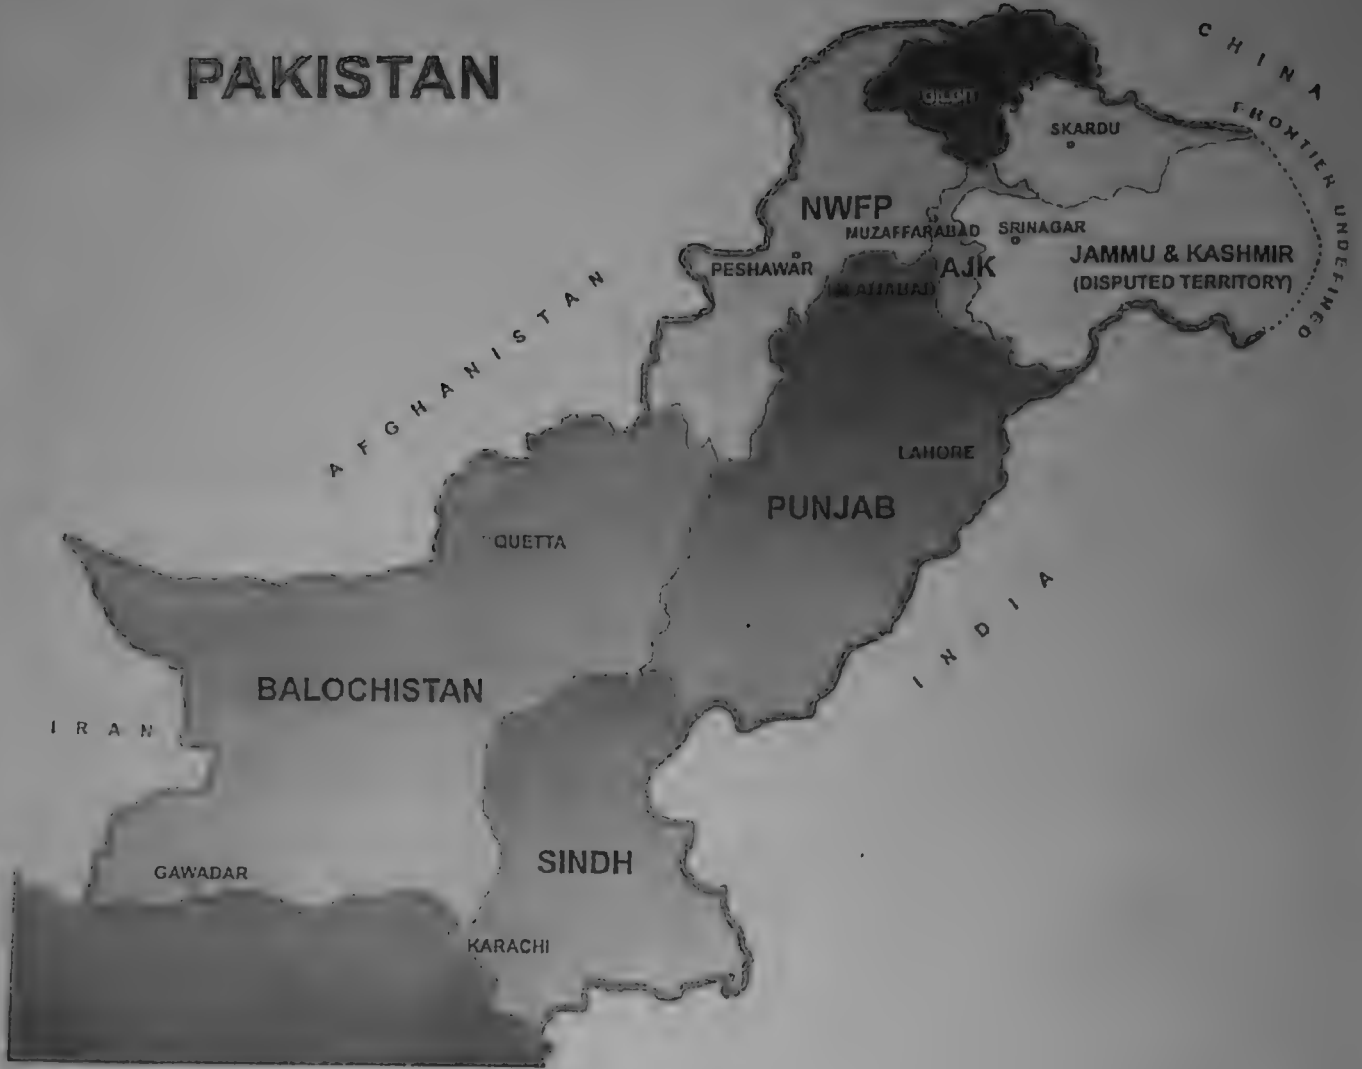 PAKISTAN
CHINA
FRONTIER UNDEFINED
SKARDU
NWFP
MUZAFFARABAD
SRINAGAR
JAMMU & KASHMIR
(DISPUTED TERRITORY)
PESHAWAR
AJK
AFGHANISTAN
LAHORE
PUNJAB
QUETTA
INDIA
BALOCHISTAN
IRAN
SINDH
GAWADAR
KARACHI